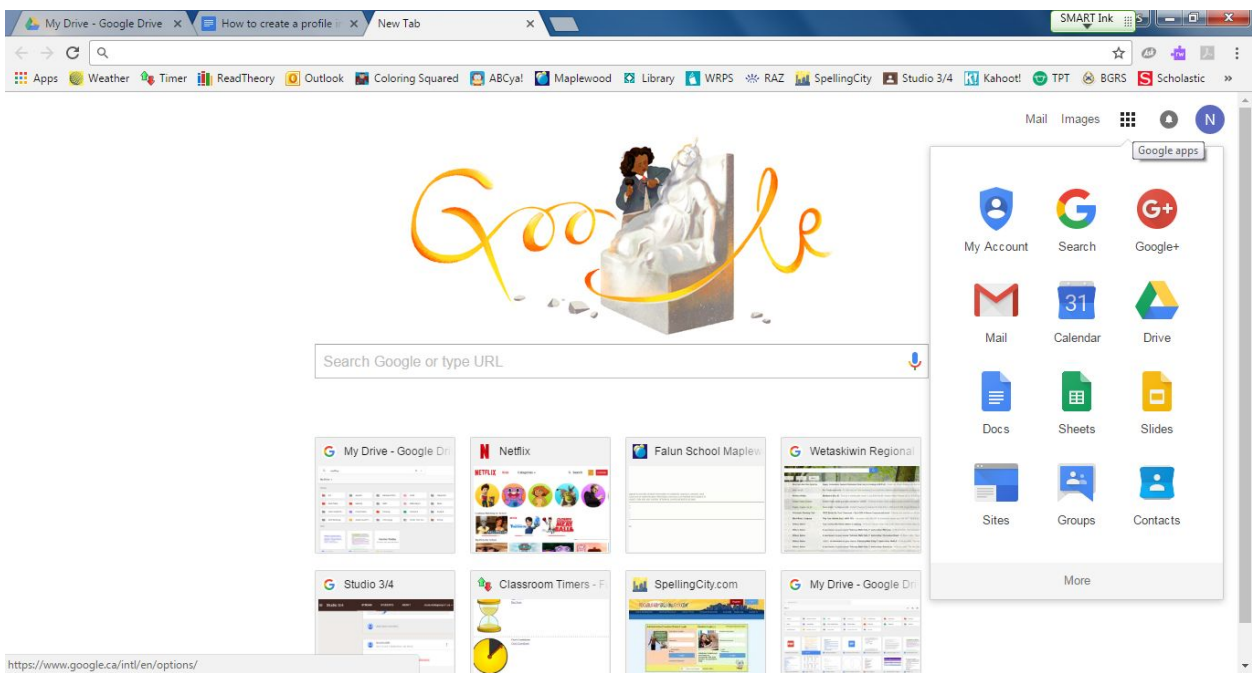 My Drive - Google Drive
How to create a profile in
New Tab
SMART Ink
Apps Weather Timer ReadTheory Outlook Coloring Squared ABCya! Maplewood Library WRPS RAZ SpellingCity Studio 3/4 Kahoot! TPT BGRS Scholastic »
Mail Images N
Google apps
Google
My Account Search Google+
Mail Calendar Drive
31
Docs Sheets Slides
Sites Groups Contacts
More
Search Google or type URL
My Drive - Google Dri
Netflix
Falun School Maplew
Wetaskiwin Regional
NETFLIX
Studio 3/4
Classroom Timers - F
SpellingCity.com
My Drive - Google Dri
https://www.google.ca/intl/en/options/